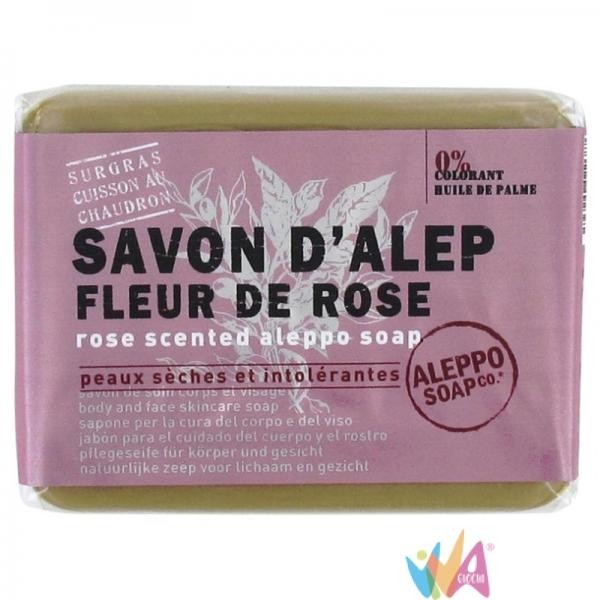 SURGRAS
CUISSON AU
CHAUDRON
0%
COLORANT
HUILE DE PALME
SAVON D'ALEP
FLEUR DE ROSE
rose scented aleppo soap
peaux sèches et intolérantes
ALEPPO
SOAP CO.*
savon de soin corps et visage
body and face skincare soap
sapone per la cura del corpo e del viso
jabón para el cuidado del cuerpo y el rostro
pflegeseife für körper und gesicht
natuurlijke zeep voor lichaam en gezicht
VIVA ®
GIOCHI